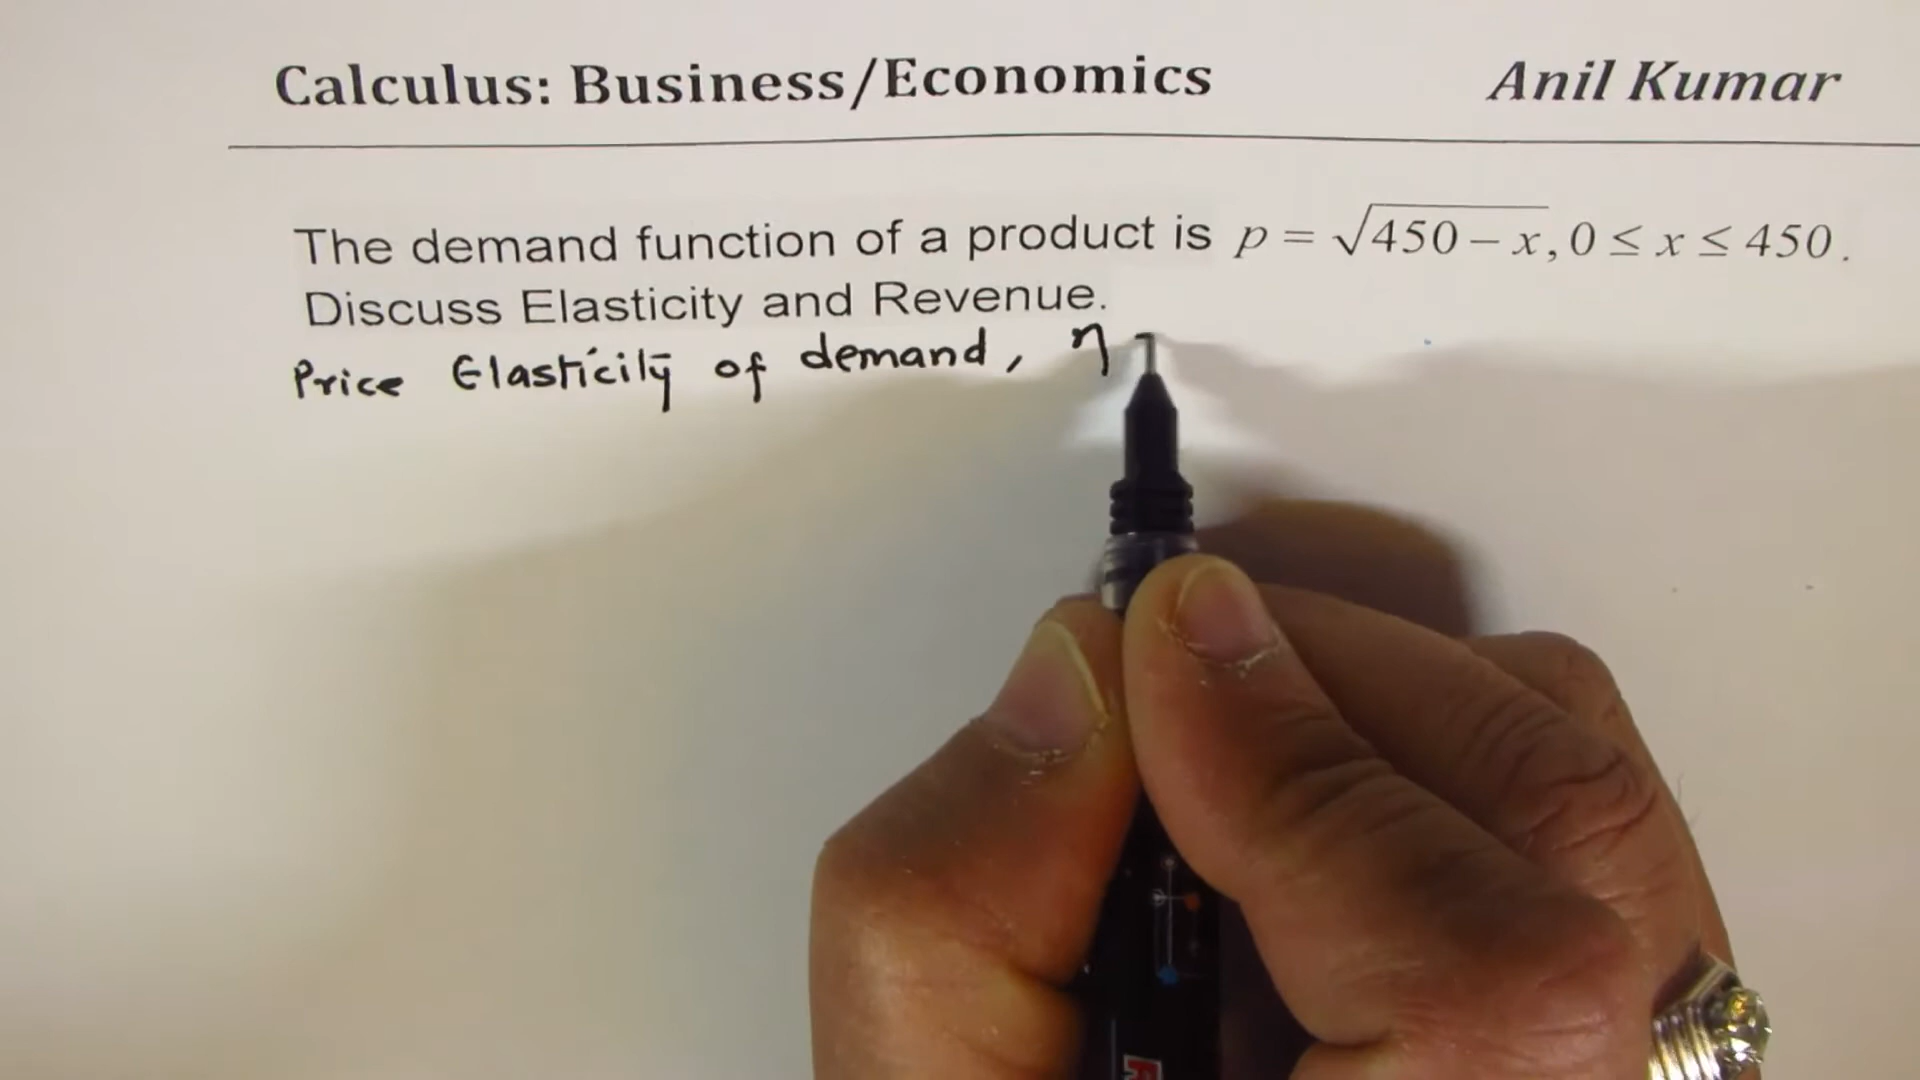 Calculus: Business/Economics Anil Kumar
The demand function of a product is p = √450 − x, 0 ≤ x ≤ 450.
Discuss Elasticity and Revenue.
Price Elasticity of demand, η